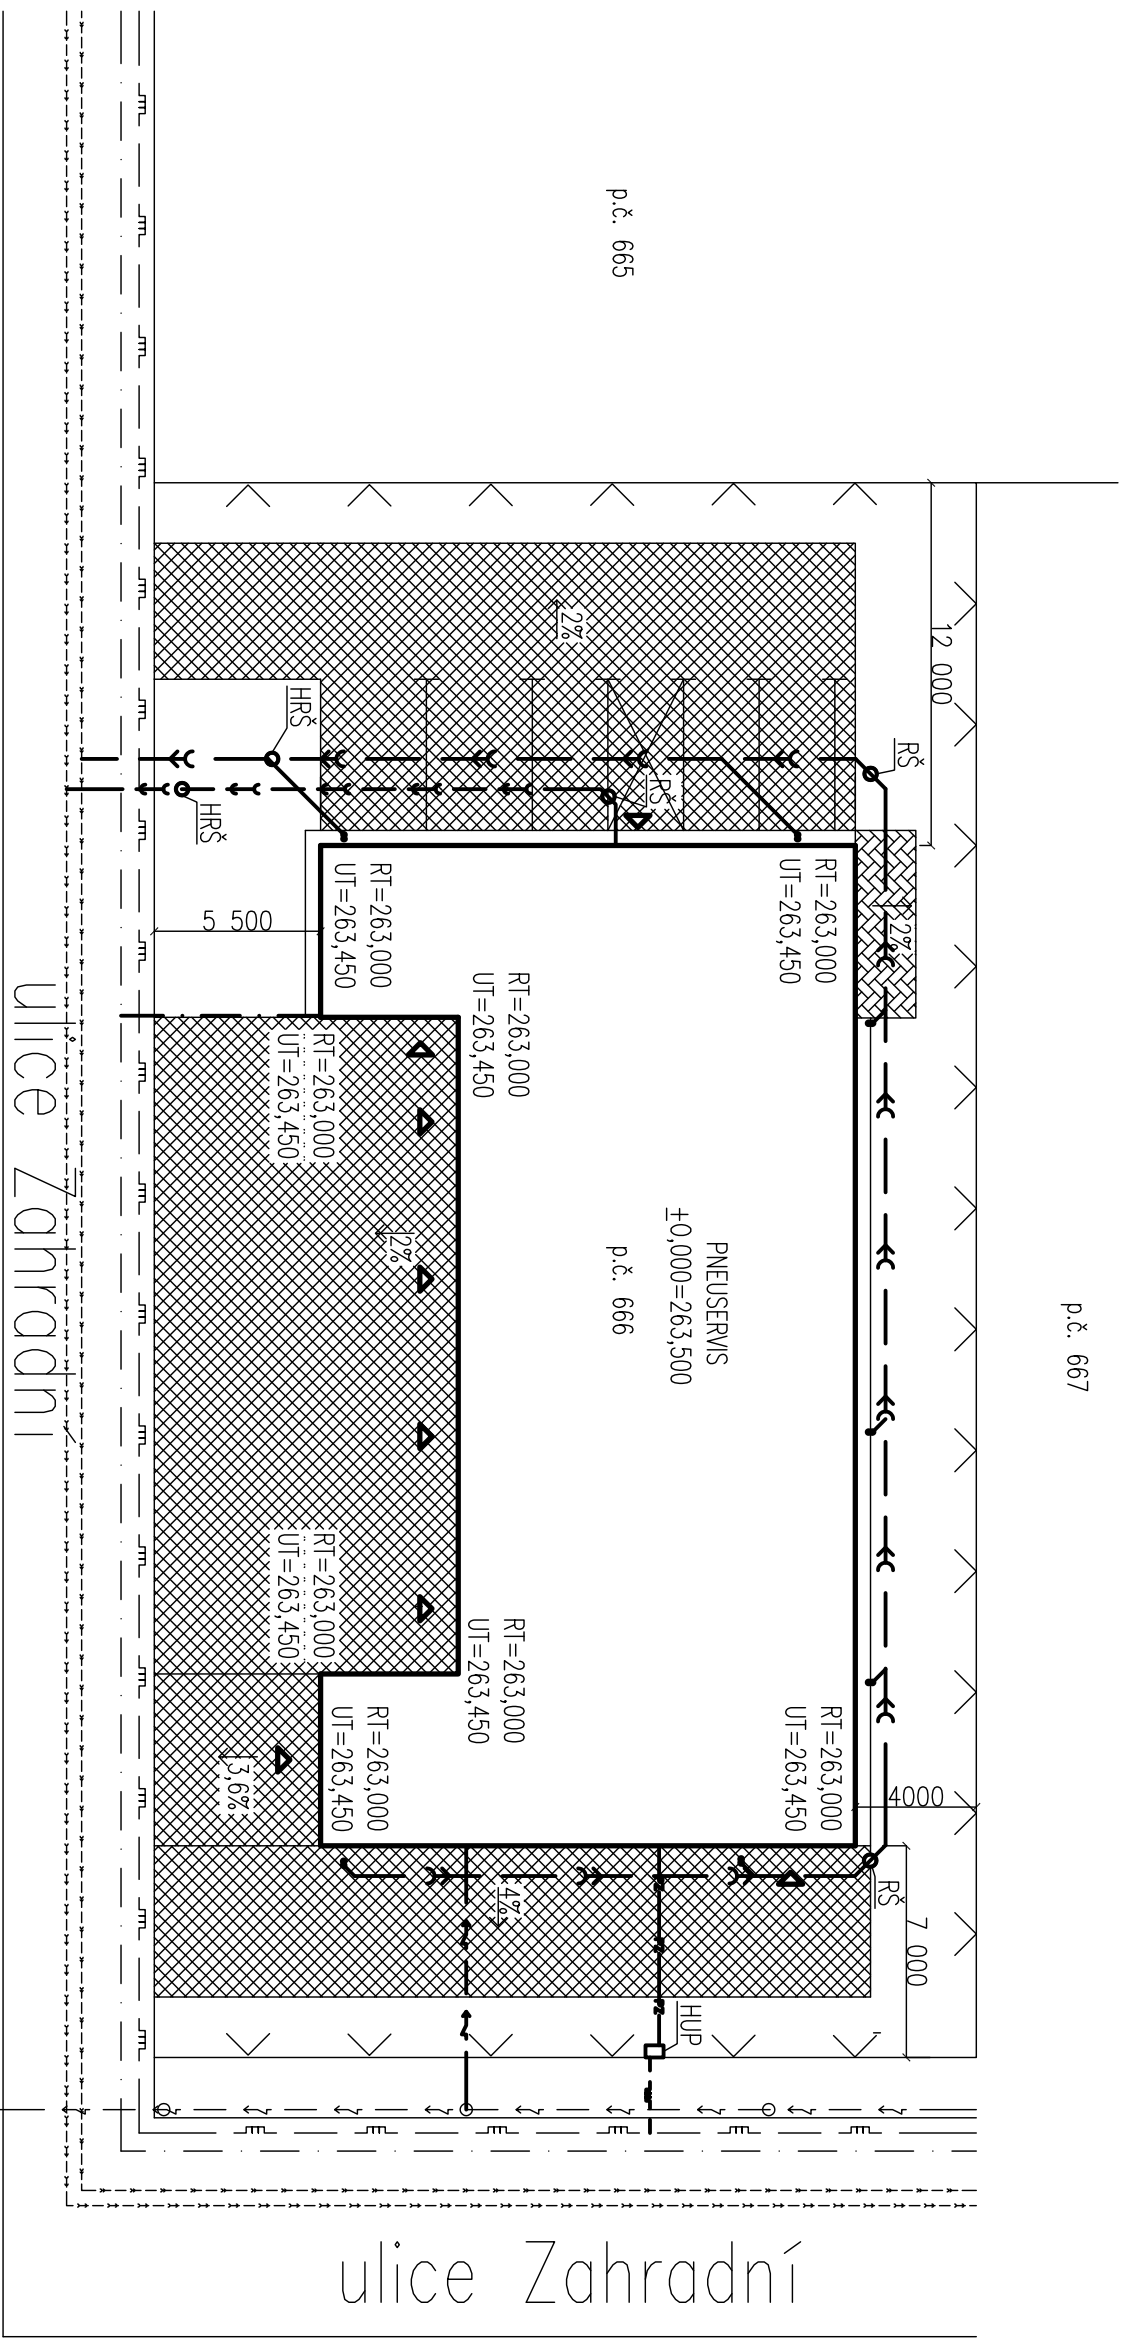 p.č. 665
p.č. 667
12 000
RŠ
2%
HRŠ
HRŠ
RŠ
2%
RT=263,000
UT=263,450
RT=263,000
UT=263,450
5 500
RT=263,000
UT=263,450
RT=263,000
UT=263,450
2%
PNEUSERVIS
±0,000=263,500
p.č. 666
RT=263,000
UT=263,450
RT=263,000
UT=263,450
RT=263,000
UT=263,450
RT=263,000
UT=263,450
3,6%
4000
RŠ
7 000
4%
HUP
ulice Zahradní
ulice Zahradní